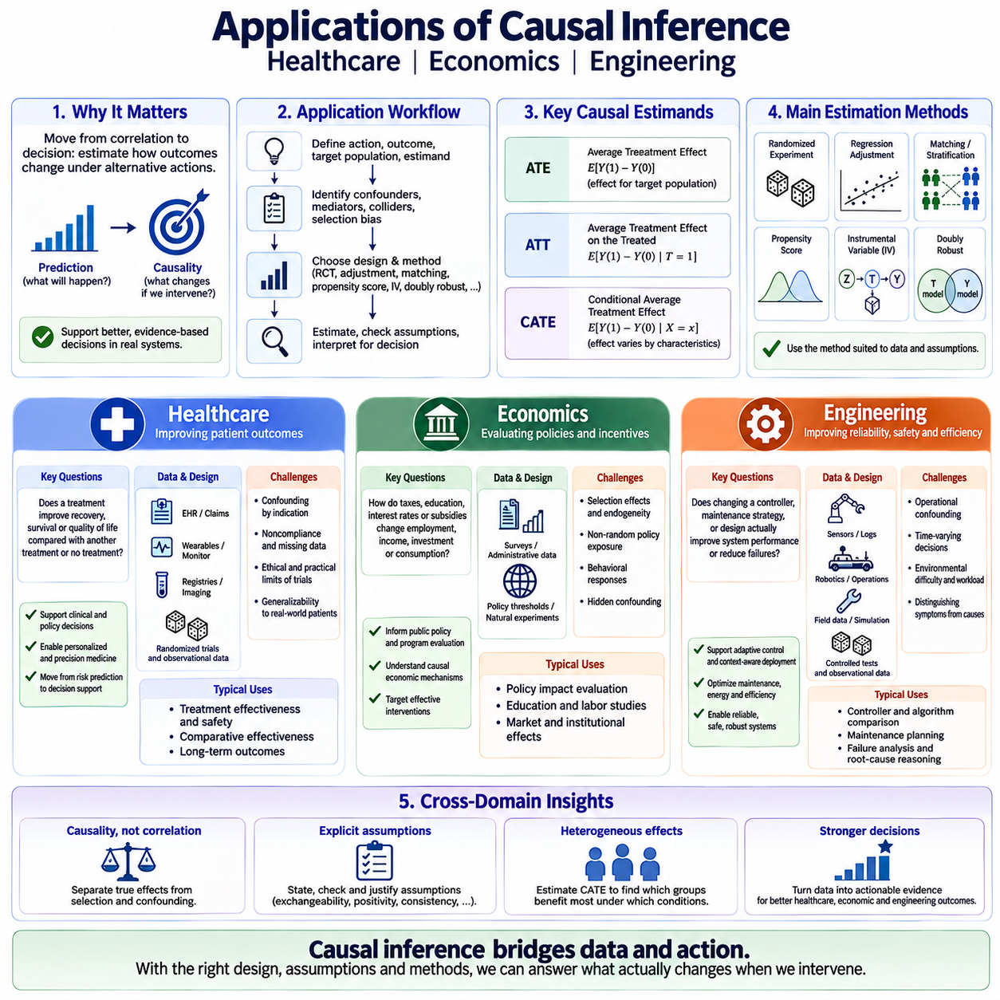 Applications of Causal Inference
Healthcare | Economics | Engineering
1. Why It Matters
Move from correlation to
decision: estimate how outcomes
change under alternative actions.
Prediction
(what will happen?)
Causality
(what changes
if we intervene?)
Support better, evidence-based
decisions in real systems.
2. Application Workflow
Define action, outcome,
target population, estimand
Identify confounders,
mediators, colliders,
selection bias
Choose design & method
(RCT, adjustment, matching,
propensity score, IV, doubly robust, ...)
Estimate, check assumptions,
interpret for decision
3. Key Causal Estimands
ATE
Average Treeatment Effect
E[Y(1) − Y(0)]
(effect for target population)
ATT
Average Treatment Effect
on the Treated
E[Y(1) − Y(0) | T = 1]
CATE
Conditional Average
Treatment Effect
E[Y(1) − Y(0) | X = x]
(effect varies by characteristics)
4. Main Estimation Methods
Randomized
Experiment
Regression
Adjustment
Matching /
Stratification
Propensity
Score
Instrumental
Variable (IV)
Z T Y
Doubly
Robust
T
model
Y
model
Use the method suited to data and assumptions.
Healthcare
Improving patient outcomes
Key Questions
Does a treatment
improve recovery,
survival or quality of life
compared with another
treatment or no treatment?
Support clinical and
policy decisions
Enable personalized
and precision medicine
Move from risk prediction
to decision support
Data & Design
EHR / Claims
Wearables /
Monitor
Registries /
Imaging
Randomized trials
and observational data
Challenges
• Confounding
by indication
• Noncompliance
and missing data
• Ethical and practical
limits of trials
• Generalizability
to real-world patients
Typical Uses
• Treatment effectiveness
and safety
• Comparative effectiveness
• Long-term outcomes
Economics
Evaluating policies and incentives
Key Questions
How do taxes, education,
interest rates or subsidies
change employment,
income, investment
or consumption?
Inform public policy
and program evaluation
Understand causal
economic mechanisms
Target effective
interventions
Data & Design
Surveys /
Administrative data
Policy thresholds /
Natural experiments
Challenges
• Selection effects
and endogeneity
• Non-random policy
exposure
• Behavioral
responses
• Hidden confounding
Typical Uses
• Policy impact evaluation
• Education and labor studies
• Market and institutional
effects
Engineering
Improving reliability, safety and efficiency
Key Questions
Does changing a controller,
maintenance strategy,
or design actually
improve system performance
or reduce failures?
Support adaptive control
and context-aware deployment
Optimize maintenance,
energy and efficiency
Enable reliable,
safe, robust systems
Data & Design
Sensors / Logs
Robotics / Operations
Field data / Simulation
Controlled tests
and observational data
Challenges
• Operational
confounding
• Time-varying
decisions
• Environmental
difficulty and workload
• Distinguishing
symptoms from causes
Typical Uses
• Controller and algorithm
comparison
• Maintenance planning
• Failure analysis and
root-cause reasoning
5. Cross-Domain Insights
Causality, not correlation
Separate true effects from
selection and confounding.
Explicit assumptions
State, check and justify assumptions
(exchangeability, positivity, consistency, ...).
Heterogeneous effects
Estimate CATE to find which groups
benefit most under which conditions.
Stronger decisions
Turn data into actionable evidence
for better healthcare, economic and engineering outcomes.
Causal inference bridges data and action.
With the right design, assumptions and methods, we can answer what actually changes when we intervene.